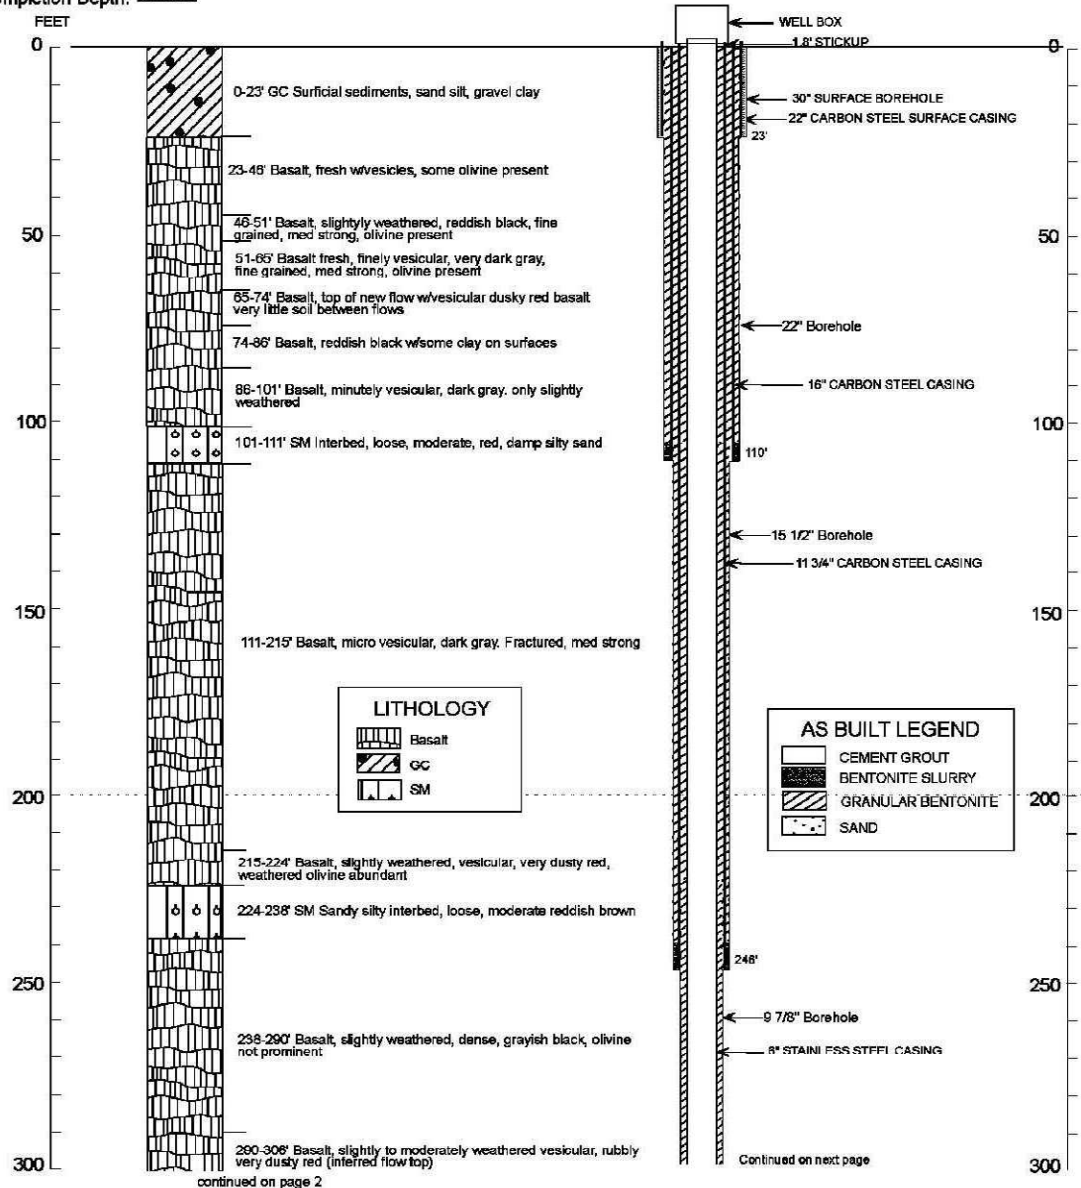 mpletion Depth:
FEET
0
50
100
150
200
250
300
0-23' GC Surficial sediments, sand silt, gravel clay
23-46' Basalt, fresh w/vesicles, some olivine present
46-51' Basalt, slightyly weathered, reddish black, fine
grained, med strong, olivine present
51-65' Basalt fresh, finely vesicular, very dark gray,
fine grained, med strong, olivine present
65-74' Basalt, top of new flow w/vesicular dusky red basalt
very little soil between flows
74-86' Basalt, reddish black w/some clay on surfaces
86-101' Basalt, minutely vesicular, dark gray. only slightly
weathered
101-111' SM Interbed, loose, moderate, red, damp silty sand
111-215' Basalt, micro vesicular, dark gray. Fractured, med strong
LITHOLOGY
Basalt
GC
SM
215-224' Basalt, slightly weathered, vesicular, very dusty red,
weathered olivine abundant
224-238' SM Sandy silty interbed, loose, moderate reddish brown
238-290' Basalt, slightly weathered, dense, grayish black, olivine
not prominent
290-306' Basalt, slightly to moderately weathered vesicular, rubbly
very dusty red (inferred flow top)
continued on page 2
WELL BOX
1.8' STICKUP
30" SURFACE BOREHOLE
22" CARBON STEEL SURFACE CASING
23'
22" Borehole
16" CARBON STEEL CASING
110'
15 1/2" Borehole
11 3/4" CARBON STEEL CASING
AS BUILT LEGEND
CEMENT GROUT
BENTONITE SLURRY
GRANULAR BENTONITE
SAND
246'
9 7/8" Borehole
6" STAINLESS STEEL CASING
Continued on next page
0
50
100
150
200
250
300